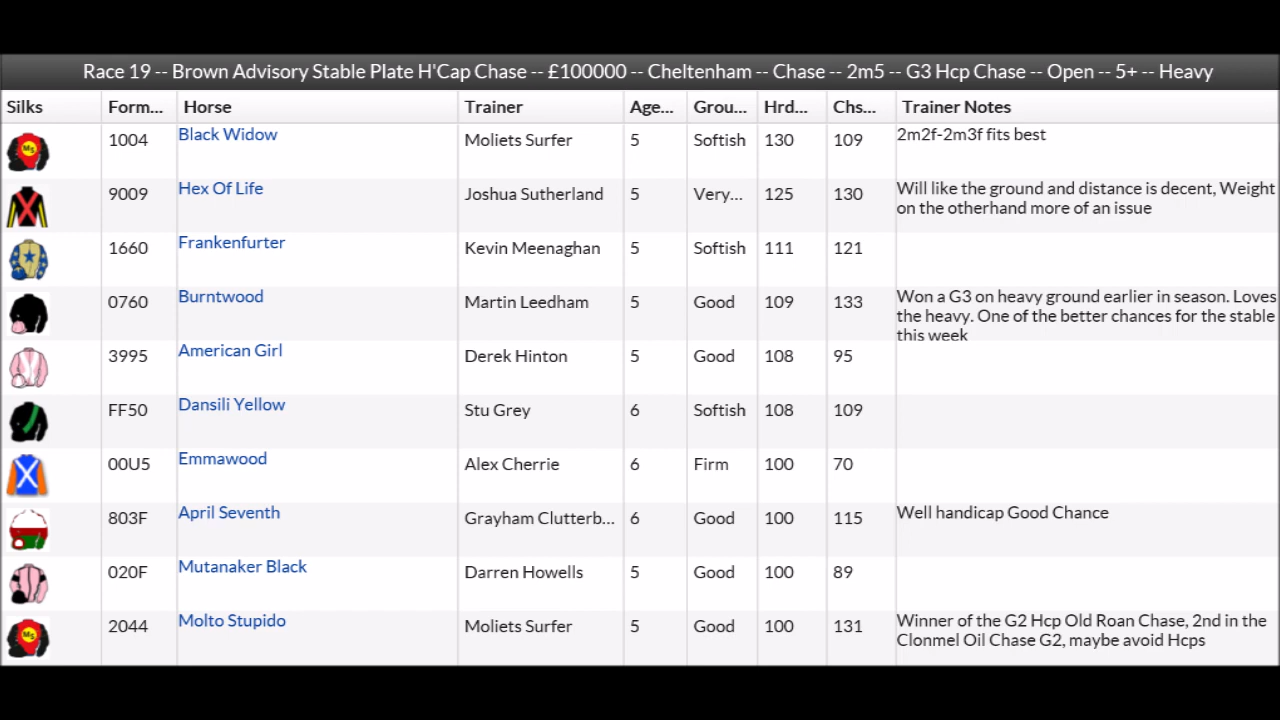 Race 19 -- Brown Advisory Stable Plate H'Cap Chase -- £100000 -- Cheltenham -- Chase -- 2m5 -- G3 Hcp Chase -- Open -- 5+ -- Heavy
Silks Form... Horse Trainer Age... Grou... Hrd... Chs... Trainer Notes
1004 Black Widow Moliets Surfer 5 Softish 130 109 2m2f-2m3f fits best
9009 Hex Of Life Joshua Sutherland 5 Very... 125 130 Will like the ground and distance is decent, Weight
on the otherhand more of an issue
1660 Frankenfurter Kevin Meenaghan 5 Softish 111 121
0760 Burntwood Martin Leedham 5 Good 109 133 Won a G3 on heavy ground earlier in season. Loves
the heavy. One of the better chances for the stable
this week
3995 American Girl Derek Hinton 5 Good 108 95
FF50 Dansili Yellow Stu Grey 6 Softish 108 109
00U5 Emmawood Alex Cherrie 6 Firm 100 70
803F April Seventh Grayham Clutterb... 6 Good 100 115 Well handicap Good Chance
020F Mutanaker Black Darren Howells 5 Good 100 89
2044 Molto Stupido Moliets Surfer 5 Good 100 131 Winner of the G2 Hcp Old Roan Chase, 2nd in the
Clonmel Oil Chase G2, maybe avoid Hcps